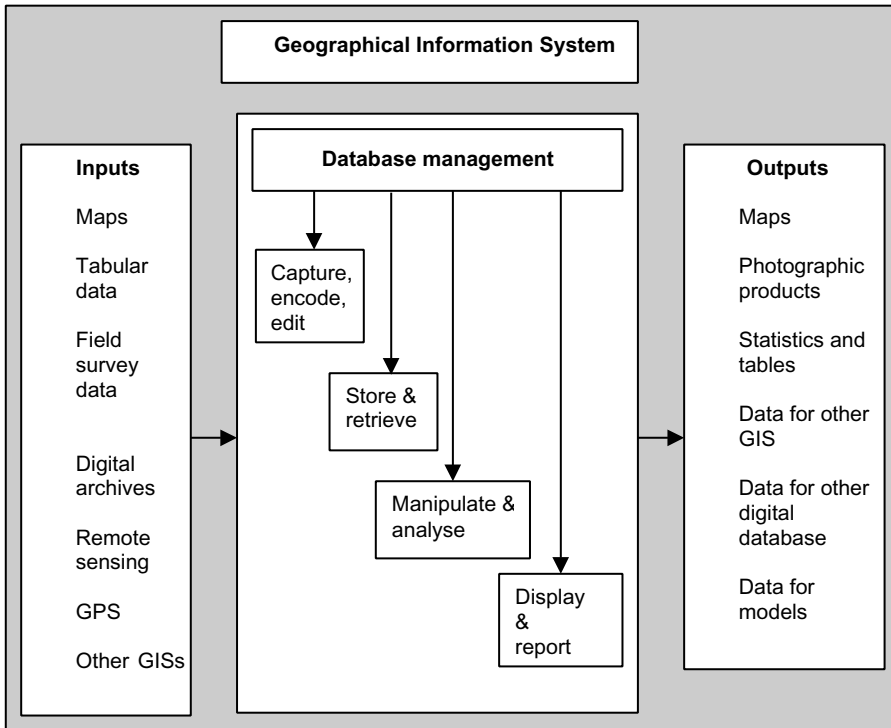 Geographical Information System
Inputs
Maps
Tabular
data
Field
survey
data
Digital
archives
Remote
sensing
GPS
Other GISs
Database management
Capture,
encode,
edit
Store &
retrieve
Manipulate &
analyse
Display
&
report
Outputs
Maps
Photographic
products
Statistics and
tables
Data for other
GIS
Data for other
digital
database
Data for
models